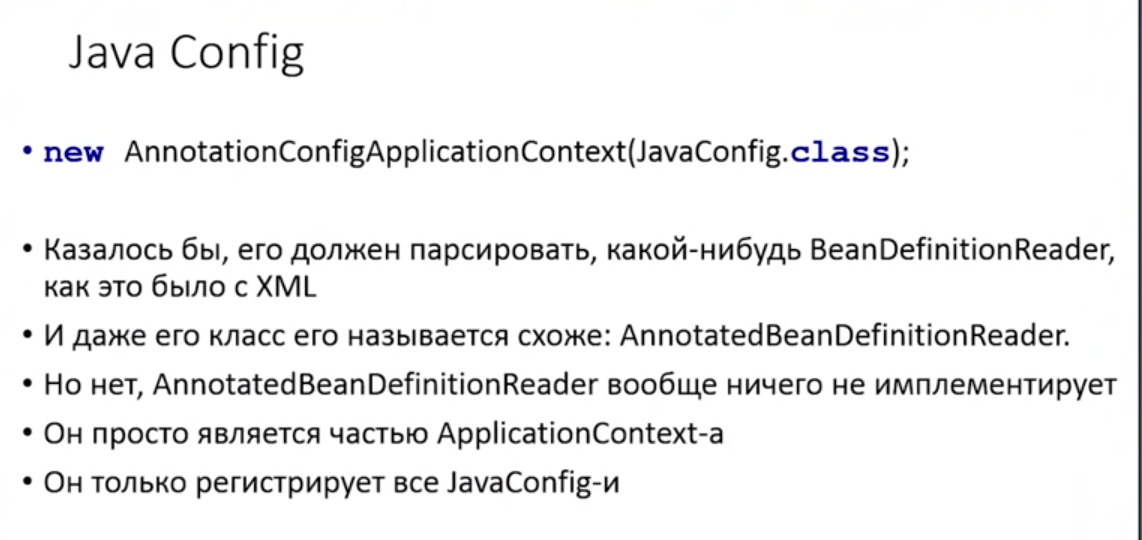 Java Config
• new AnnotationConfigApplicationContext(JavaConfig.class);
• Казалось бы, его должен парсировать, какой-нибудь BeanDefinitionReader,
как это было с XML
• И даже его класс его называется схоже: AnnotatedBeanDefinitionReader.
• Но нет, AnnotatedBeanDefinitionReader вообще ничего не имплементирует
• Он просто является частью ApplicationContext-а
• Он только регистрирует все JavaConfig-и